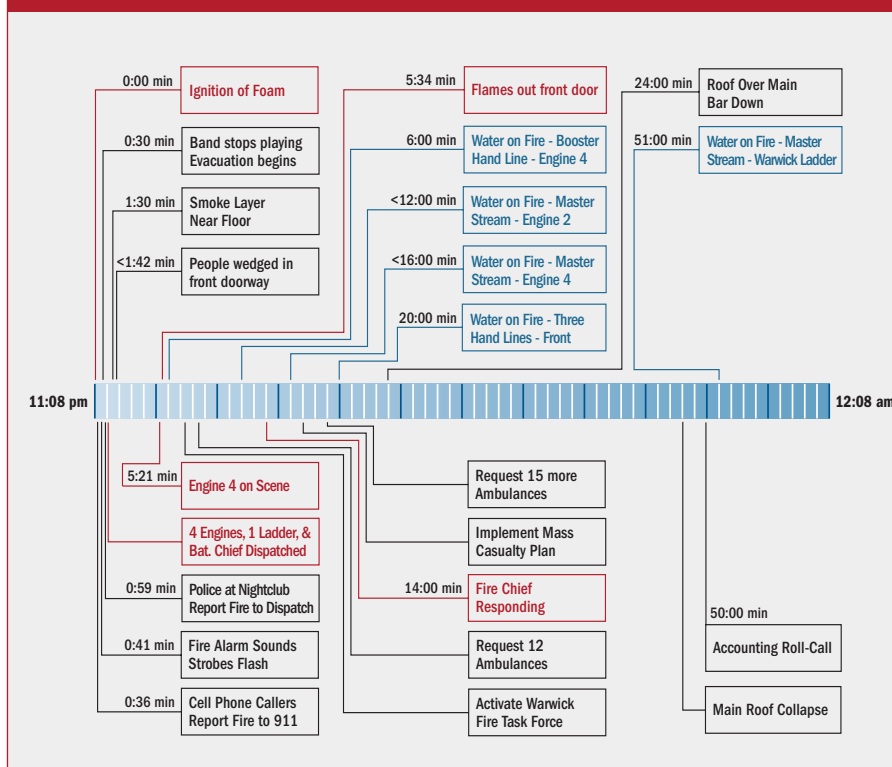 0:00 min
Ignition of Foam
0:30 min
Band stops playing
Evacuation begins
1:30 min
Smoke Layer
Near Floor
<1:42 min
People wedged in
front doorway
5:34 min
Flames out front door
6:00 min
Water on Fire - Booster
Hand Line - Engine 4
<12:00 min
Water on Fire - Master
Stream - Engine 2
<16:00 min
Water on Fire - Master
Stream - Engine 4
20:00 min
Water on Fire - Three
Hand Lines - Front
24:00 min
Roof Over Main
Bar Down
51:00 min
Water on Fire - Master
Stream - Warwick Ladder
11:08 pm
12:08 am
5:21 min
Engine 4 on Scene
4 Engines, 1 Ladder, &
Bat. Chief Dispatched
0:59 min
Police at Nightclub
Report Fire to Dispatch
0:41 min
Fire Alarm Sounds
Strobes Flash
0:36 min
Cell Phone Callers
Report Fire to 911
Request 15 more
Ambulances
Implement Mass
Casualty Plan
14:00 min
Fire Chief
Responding
Request 12
Ambulances
Activate Warwick
Fire Task Force
50:00 min
Accounting Roll-Call
Main Roof Collapse